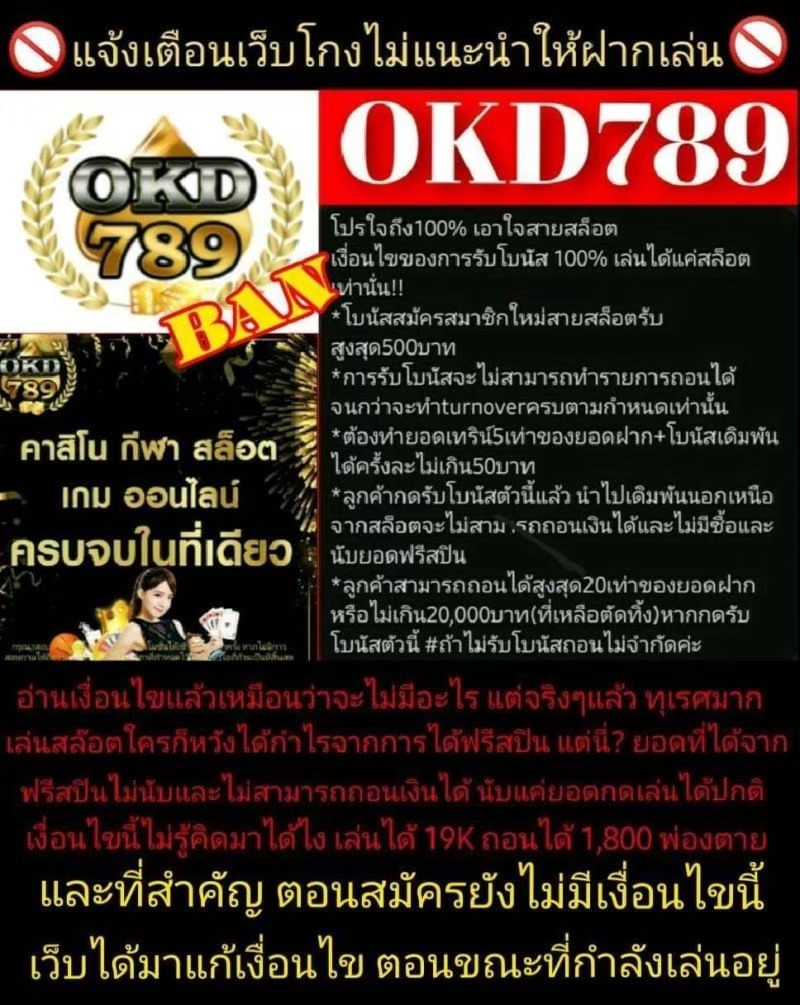 แจ้งเตือนเว็บโกงไม่แนะนำให้ฝากเล่น
OKD
789
BAN
OKD
789
คาสิโน กีฬา สล็อต
เกม ออนไลน์
ครบจบในที่เดียว
OKD789
โปรใจถึง100% เอาใจสายสล็อต
เงื่อนไขของการรับโบนัส 100% เล่นได้แค่สล็อต
เท่านั่น!!
*โบนัสสมัครสมาชิกใหม่สายสล็อตรับ
สูงสุด500บาท
*การรับโบนัสจะไม่สามารถทำรายการถอนได้
จนกว่าจะทำturnoverครบตามกำหนดเท่านั้น
*ต้องทำยอดเทริน์5เท่าของยอดฝาก+โบนัสเดิมพัน
ได้ครั้งละไม่เกิน50บาท
*ลูกค้ากดรับโบนัสตัวนี้แล้ว นำไปเดิมพันนอกเหนือ
จากสล็อตจะไม่สาม .รถถอนเงินได้และไม่มีซื้อและ
นับยอดฟรีสปิน
*ลูกค้าสามารถถอนได้สูงสุด20เท่าของยอดฝาก
หรือไม่เกิน20,000บาท(ที่เหลือตัดทิ้ง)หากกดรับ
โบนัสตัวนี้ #ถ้าไม่รับโบนัสถอนไม่จำกัดค่ะ
อ่านเงื่อนไขแล้วเหมือนว่าจะไม่มีอะไร แต่จริงๆแล้ว ทุเรศมาก
เล่นสล๊อตใครก็หวังได้กำไรจากการได้ฟรีสปิน แต่นี่? ยอดที่ได้จาก
ฟรีสปินไม่นับและไม่สามารถถอนเงินได้ นับแค่ยอดกดเล่นได้ปกติ
เงื่อนไขนี้ไม่รู้คิดมาได้ไง เล่นได้ 19K ถอนได้ 1,800 ฟองตาย
และที่สำคัญ ตอนสมัครยังไม่มีเงื่อนไขนี้
เว็บได้มาแก้เงื่อนไข ตอนขณะที่กำลังเล่นอยู่